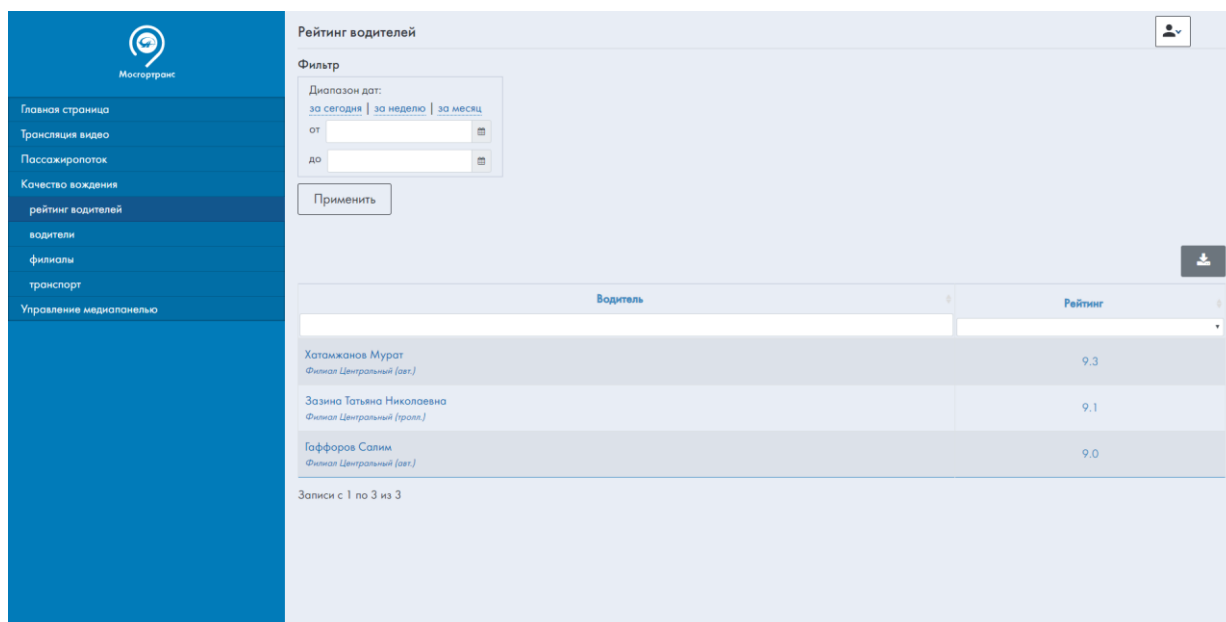 Мосгортранс
Главная страница
Трансляция видео
Пассажиропоток
Качество вождения
рейтинг водителей
водители
филиалы
транспорт
Управление медиапанелью
Рейтинг водителей
Фильтр
Диапазон дат:
за сегодня | за неделю | за месяц
от
до
Применить
Водитель Рейтинг
Хатамжанов Мурат 9.3
Филиал Центральный (авт.)
Зазина Татьяна Николаевна 9.1
Филиал Центральный (тролл.)
Гаффоров Салим 9.0
Филиал Центральный (авт.)
Записи с 1 по 3 из 3